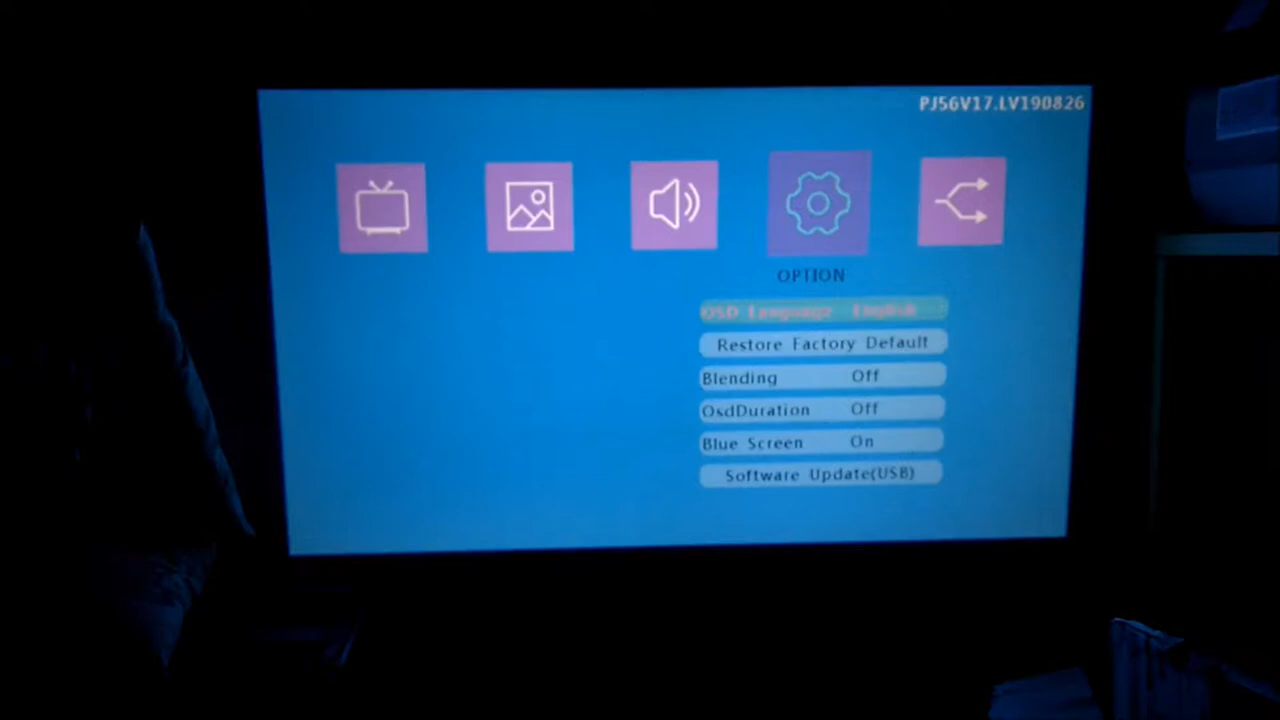 PJ56V17.LV190826
OPTION
OSD Language English
Restore Factory Default
Blending Off
OsdDuration Off
Blue Screen On
Software Update(USB)